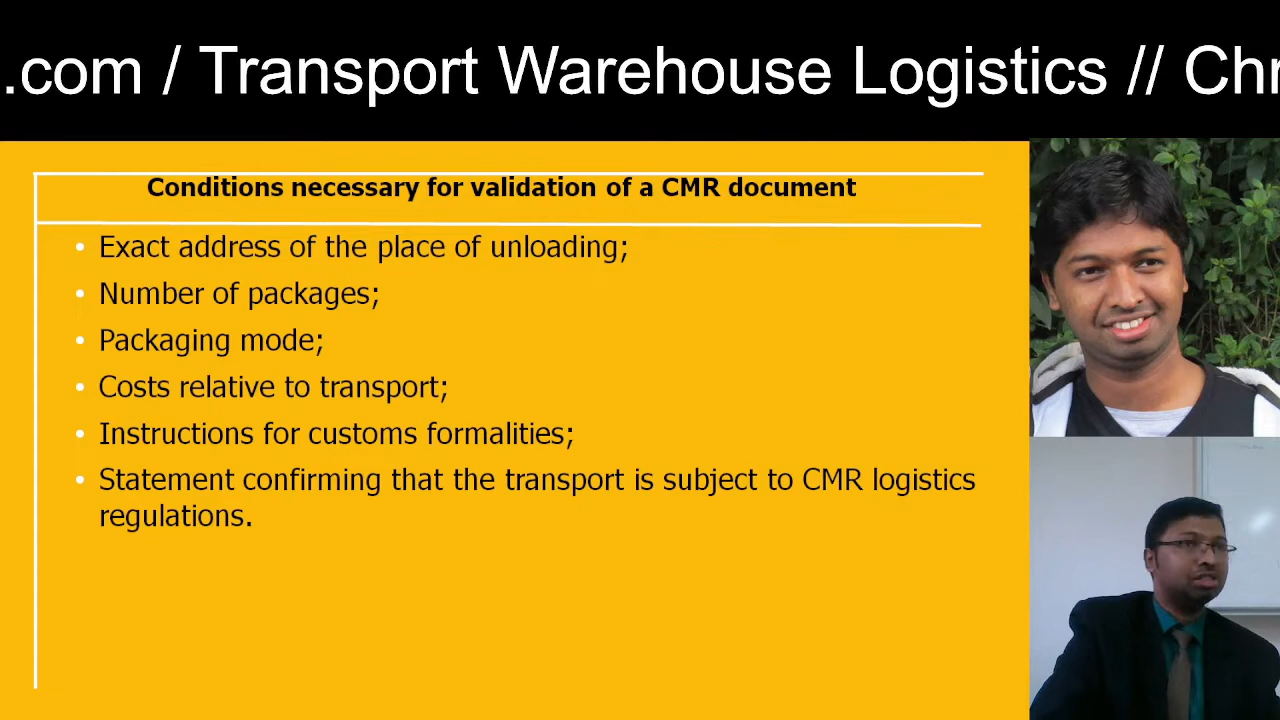 .com / Transport Warehouse Logistics // Chr
Conditions necessary for validation of a CMR document
• Exact address of the place of unloading;
• Number of packages;
• Packaging mode;
• Costs relative to transport;
• Instructions for customs formalities;
• Statement confirming that the transport is subject to CMR logistics
regulations.